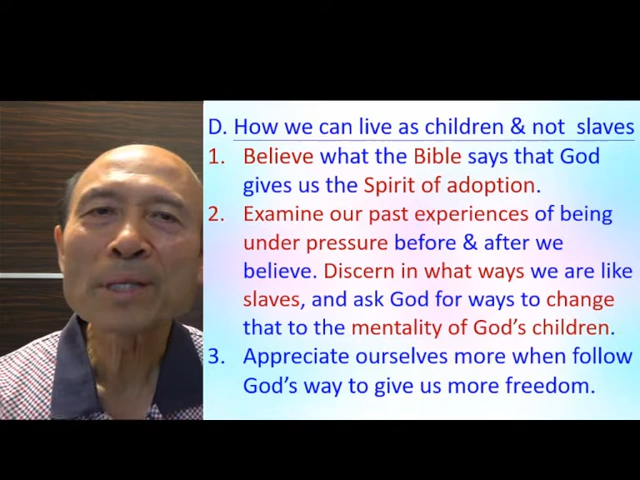 D. How we can live as children & not slaves
1. Believe what the Bible says that God
gives us the Spirit of adoption.
2. Examine our past experiences of being
under pressure before & after we
believe. Discern in what ways we are like
slaves, and ask God for ways to change
that to the mentality of God's children.
3. Appreciate ourselves more when follow
God's way to give us more freedom.